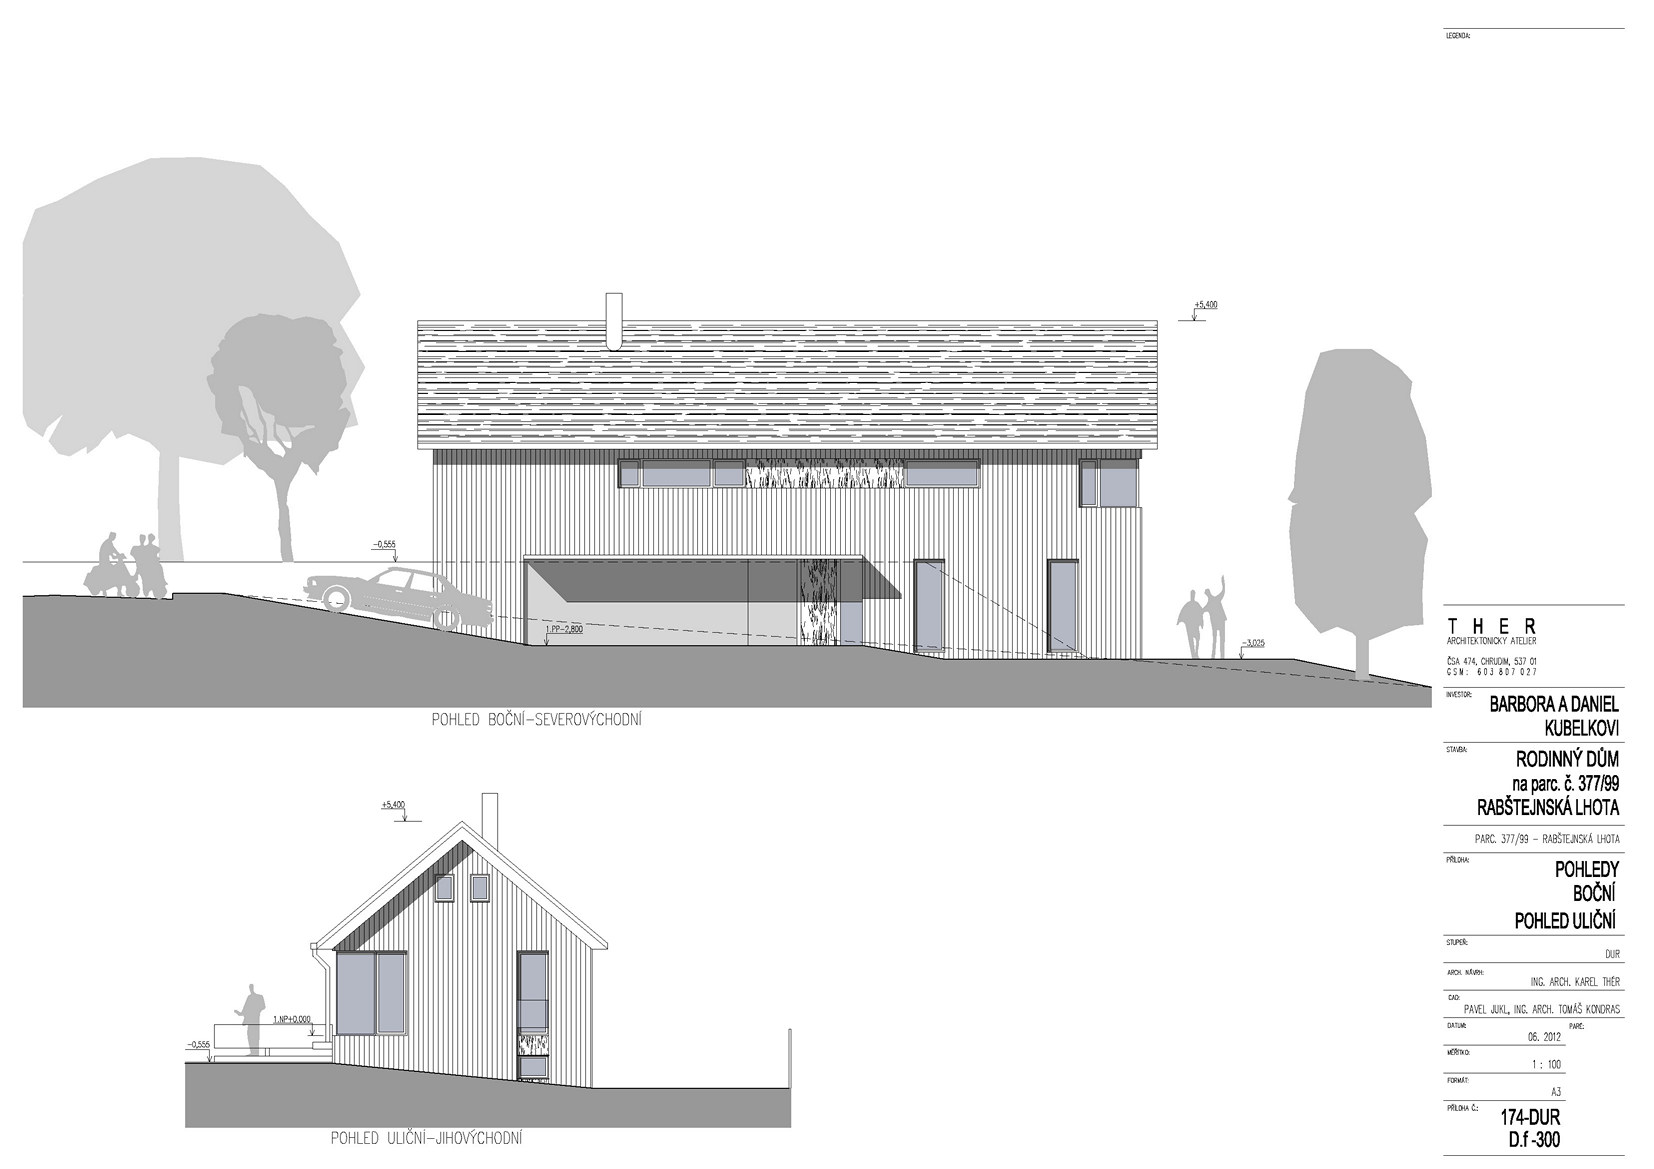 LEGENDA:
+5,400
-0,555
1.PP-2,800
-3,025
POHLED BOČNÍ-SEVEROVÝCHODNÍ
+5,400
1.NP+0,000
-0,555
POHLED ULIČNÍ-JIHOVÝCHODNÍ
THER
ARCHITEKTONICKÝ ATELIER
ČSA 474, CHRUDIM, 537 01
GSM: 603 807 027
INVESTOR:
BARBORA A DANIEL
KUBELKOVI
STAVBA:
RODINNÝ DŮM
na parc. č. 377/99
RABŠTEJNSKÁ LHOTA
PARC. 377/99 - RABŠTEJNSKÁ LHOTA
PŘÍLOHA:
POHLEDY
BOČNÍ
POHLED ULIČNÍ
STUPEŇ:
DUR
ARCH. NÁVRH:
ING. ARCH. KAREL THÉR
CAD:
PAVEL JUKL, ING. ARCH. TOMÁŠ KONDRAS
DATUM: PARÉ:
06. 2012
MĚŘÍTKO:
1 : 100
FORMÁT:
A3
PŘÍLOHA Č.:
174-DUR
D.f -300